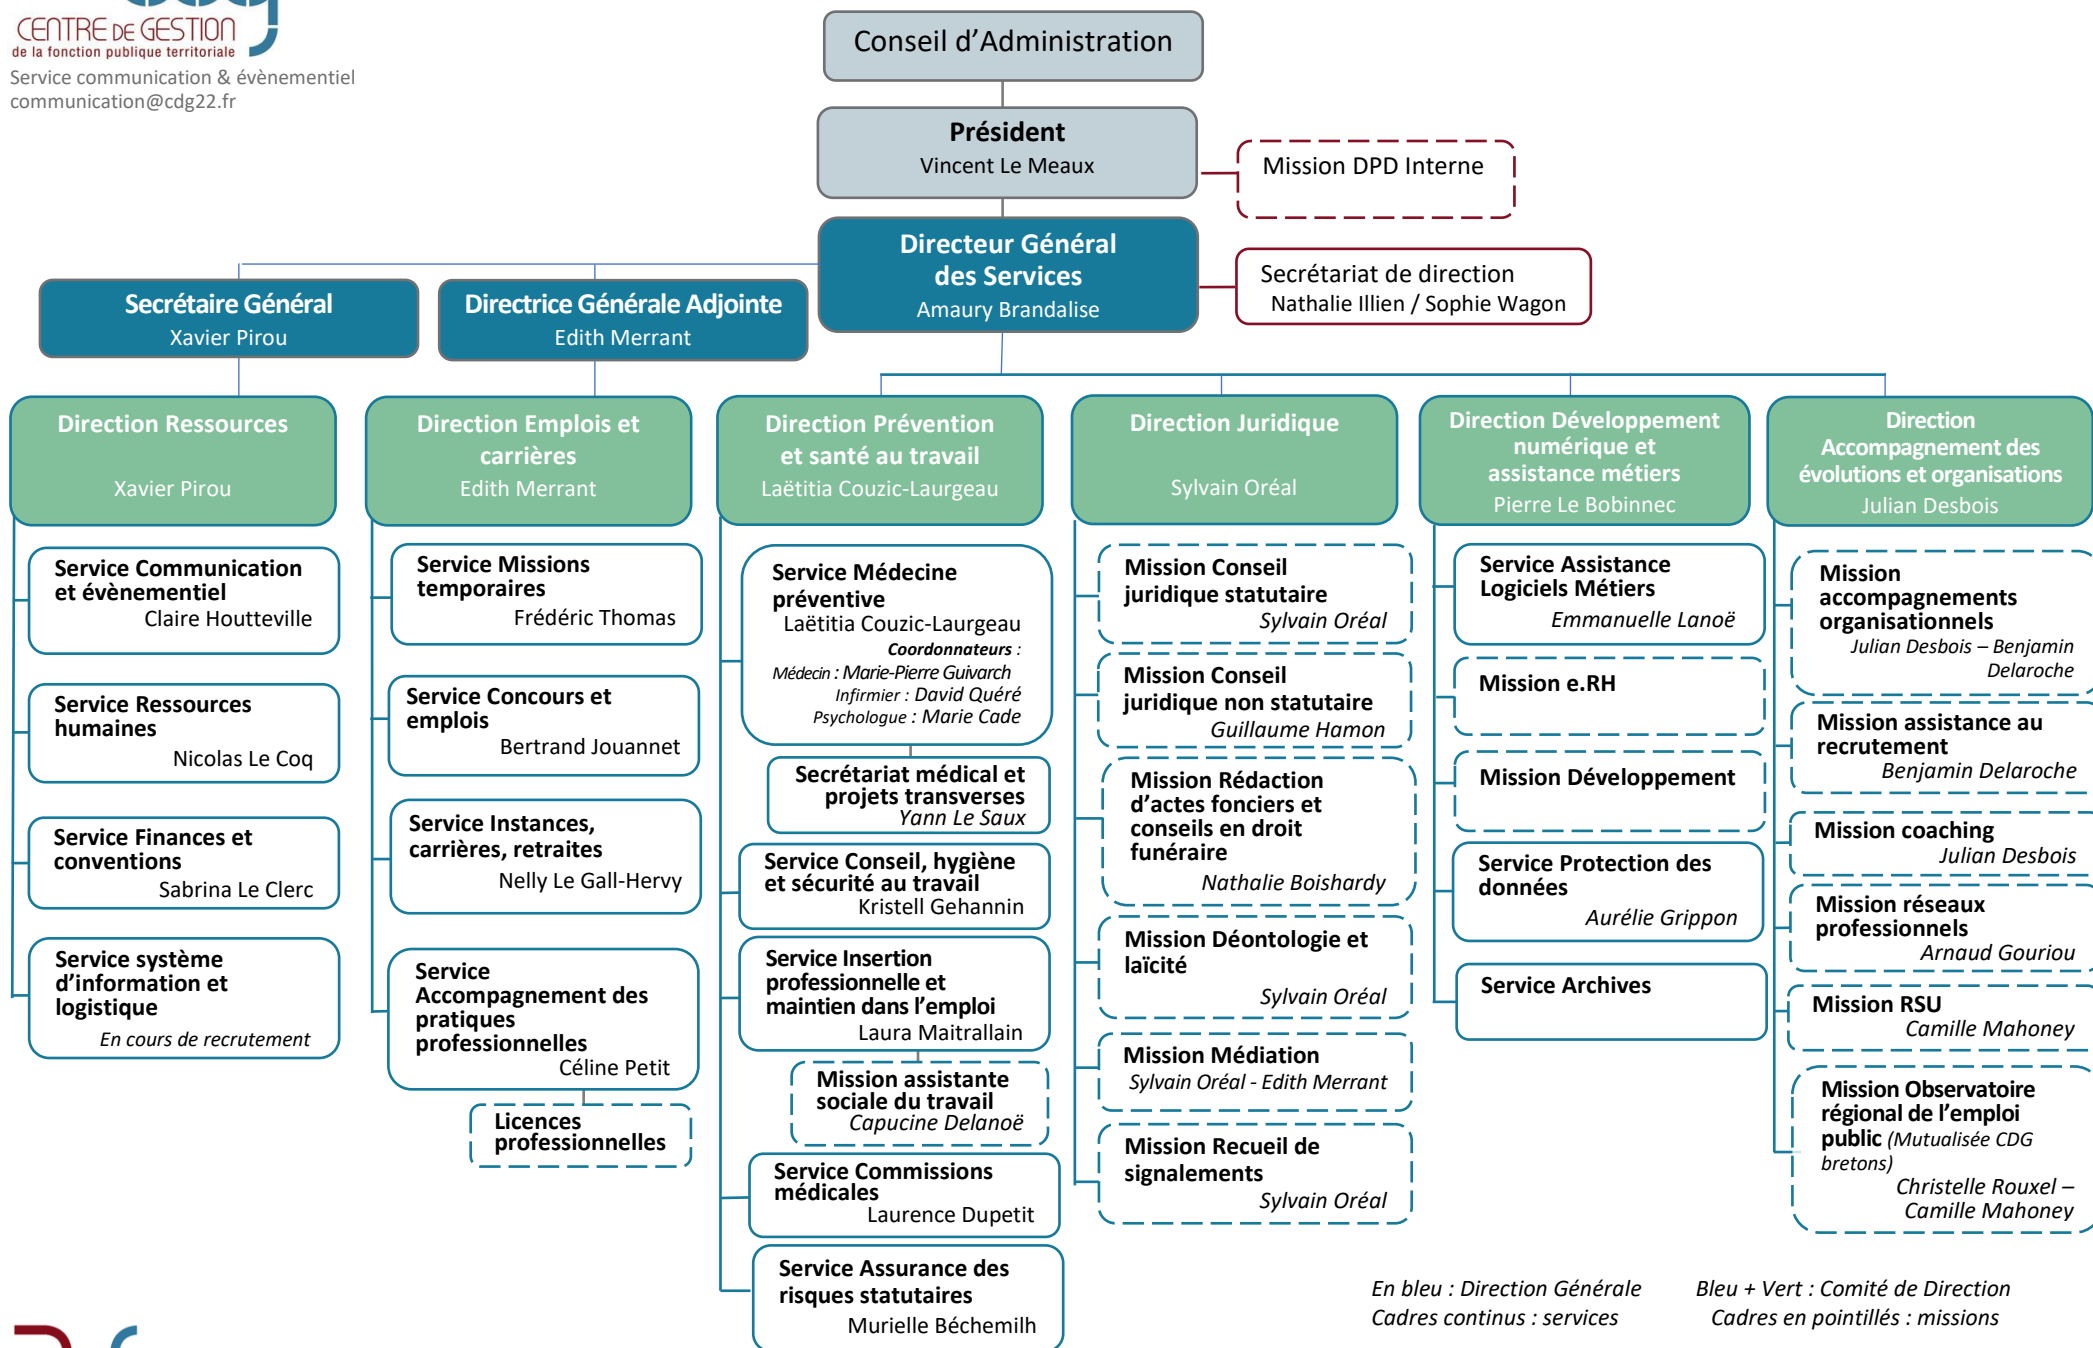 CENTRE DE GESTION
de la fonction publique territoriale
Service communication & évènementiel
communication@cdg22.fr
Conseil d'Administration
Président
Vincent Le Meaux
Mission DPD Interne
Directeur Général
des Services
Amaury Brandalise
Secrétariat de direction
Nathalie Illien / Sophie Wagon
Secrétaire Général
Xavier Pirou
Directrice Générale Adjointe
Edith Merrant
Direction Ressources
Xavier Pirou
Service Communication
et évènementiel
Claire Houtteville
Service Ressources
humaines
Nicolas Le Coq
Service Finances et
conventions
Sabrina Le Clerc
Service système
d'information et
logistique
En cours de recrutement
Direction Emplois et
carrières
Edith Merrant
Service Missions
temporaires
Frédéric Thomas
Service Concours et
emplois
Bertrand Jouannet
Service Instances,
carrières, retraites
Nelly Le Gall-Hervy
Service
Accompagnement des
pratiques
professionnelles
Céline Petit
Licences
professionnelles
Direction Prévention
et santé au travail
Laëtitia Couzic-Laurgeau
Service Médecine
préventive
Laëtitia Couzic-Laurgeau
Coordonnateurs :
Médecin : Marie-Pierre Guivarch
Infirmier : David Quéré
Psychologue : Marie Cade
Secrétariat médical et
projets transverses
Yann Le Saux
Service Conseil, hygiène
et sécurité au travail
Kristell Gehannin
Service Insertion
professionnelle et
maintien dans l'emploi
Laura Maitrallain
Mission assistante
sociale du travail
Capucine Delanoë
Service Commissions
médicales
Laurence Dupetit
Service Assurance des
risques statutaires
Murielle Béchemilh
Direction Juridique
Sylvain Oréal
Mission Conseil
juridique statutaire
Sylvain Oréal
Mission Conseil
juridique non statutaire
Guillaume Hamon
Mission Rédaction
d'actes fonciers et
conseils en droit
funéraire
Nathalie Boishardy
Mission Déontologie et
laïcité
Sylvain Oréal
Mission Médiation
Sylvain Oréal - Edith Merrant
Mission Recueil de
signalements
Sylvain Oréal
Direction Développement
numérique et
assistance métiers
Pierre Le Bobinnec
Service Assistance
Logiciels Métiers
Emmanuelle Lanoë
Mission e.RH
Mission Développement
Service Protection des
données
Aurélie Grippon
Service Archives
Direction
Accompagnement des
évolutions et organisations
Julian Desbois
Mission
accompagnements
organisationnels
Julian Desbois – Benjamin
Delaroche
Mission assistance au
recrutement
Benjamin Delaroche
Mission coaching
Julian Desbois
Mission réseaux
professionnels
Arnaud Gouriou
Mission RSU
Camille Mahoney
Mission Observatoire
régional de l'emploi
public (Mutualisée CDG
bretons)
Christelle Rouxel –
Camille Mahoney
En bleu : Direction Générale
Bleu + Vert : Comité de Direction
Cadres continus : services
Cadres en pointillés : missions